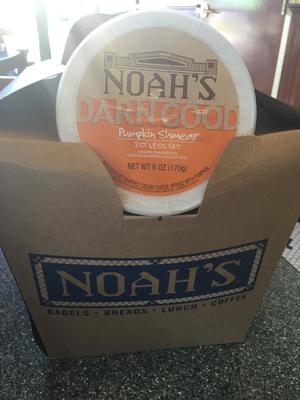 NOAH'S
DARN GOOD
Pumpkin Shmear
25% LESS FAT
NET WT 6 OZ (170g)
NOAH'S
BAGELS • BREADS • LUNCH • COFFEE